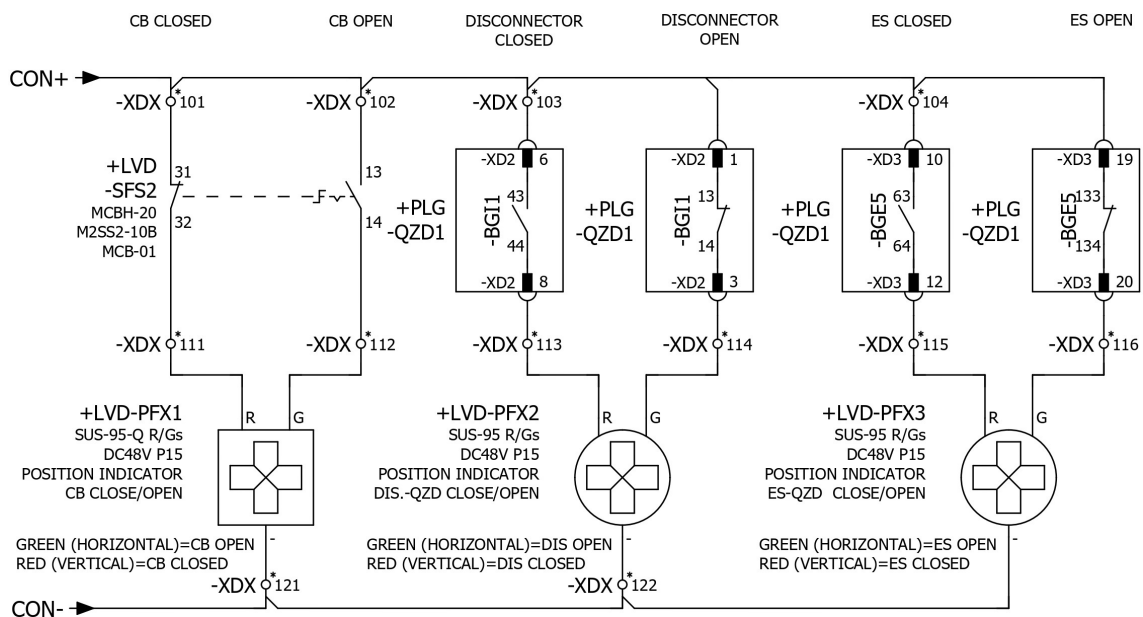 CB CLOSED
CB OPEN
DISCONNECTOR
CLOSED
DISCONNECTOR
OPEN
ES CLOSED
ES OPEN
CON+
-XDX
*
101
-XDX
*
102
-XDX
*
103
-XDX
*
104
+LVD
-SFS2
MCBH-20
M2SS2-10B
MCB-01
31
32
13
14
+PLG
-QZD1
-XD2 6
-BGI1
43
44
-XD2 8
+PLG
-QZD1
-XD2 1
-BGI1
13
14
-XD2 3
+PLG
-QZD1
-XD3 10
-BGE5
63
64
-XD3 12
+PLG
-QZD1
-XD3 19
-BGE5
133
134
-XD3 20
-XDX
*
111
-XDX
*
112
-XDX
*
113
-XDX
*
114
-XDX
*
115
-XDX
*
116
+LVD-PFX1
SUS-95-Q R/Gs
DC48V P15
POSITION INDICATOR
CB CLOSE/OPEN
R
G
-
+LVD-PFX2
SUS-95 R/Gs
DC48V P15
POSITION INDICATOR
DIS.-QZD CLOSE/OPEN
R
G
-
+LVD-PFX3
SUS-95 R/Gs
DC48V P15
POSITION INDICATOR
ES-QZD CLOSE/OPEN
R
G
-
GREEN (HORIZONTAL)=CB OPEN
RED (VERTICAL)=CB CLOSED
GREEN (HORIZONTAL)=DIS OPEN
RED (VERTICAL)=DIS CLOSED
GREEN (HORIZONTAL)=ES OPEN
RED (VERTICAL)=ES CLOSED
-XDX
*
121
-XDX
*
122
CON-